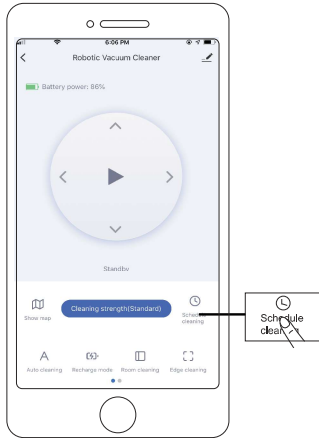 6:06 PM
Robotic Vacuum Cleaner
Battery power: 86%
Standby
Show map
Cleaning strength(Standard)
Schedule
cleaning
Auto cleaning
Recharge mode
Room cleaning
Edge cleaning
Schedule
cleaning